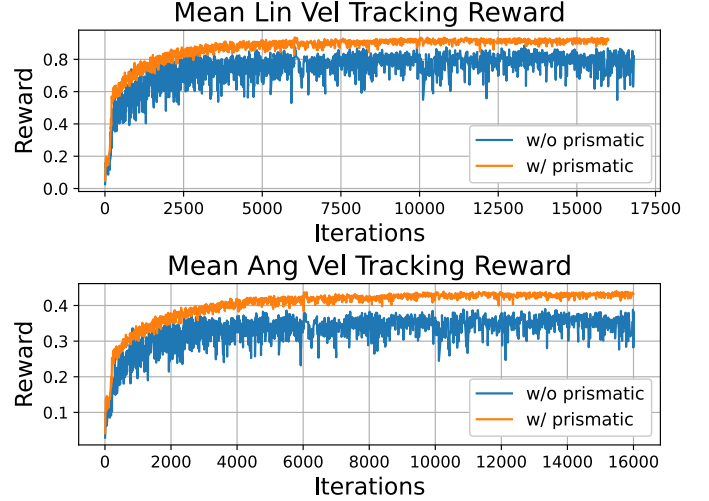 Mean Lin Vel Tracking Reward
Reward
0.8
0.6
0.4
0.2
0.0
w/o prismatic
w/ prismatic
0 2500 5000 7500 10000 12500 15000 17500
Iterations
Mean Ang Vel Tracking Reward
Reward
0.4
0.3
0.2
0.1
w/o prismatic
w/ prismatic
0 2000 4000 6000 8000 10000 12000 14000 16000
Iterations